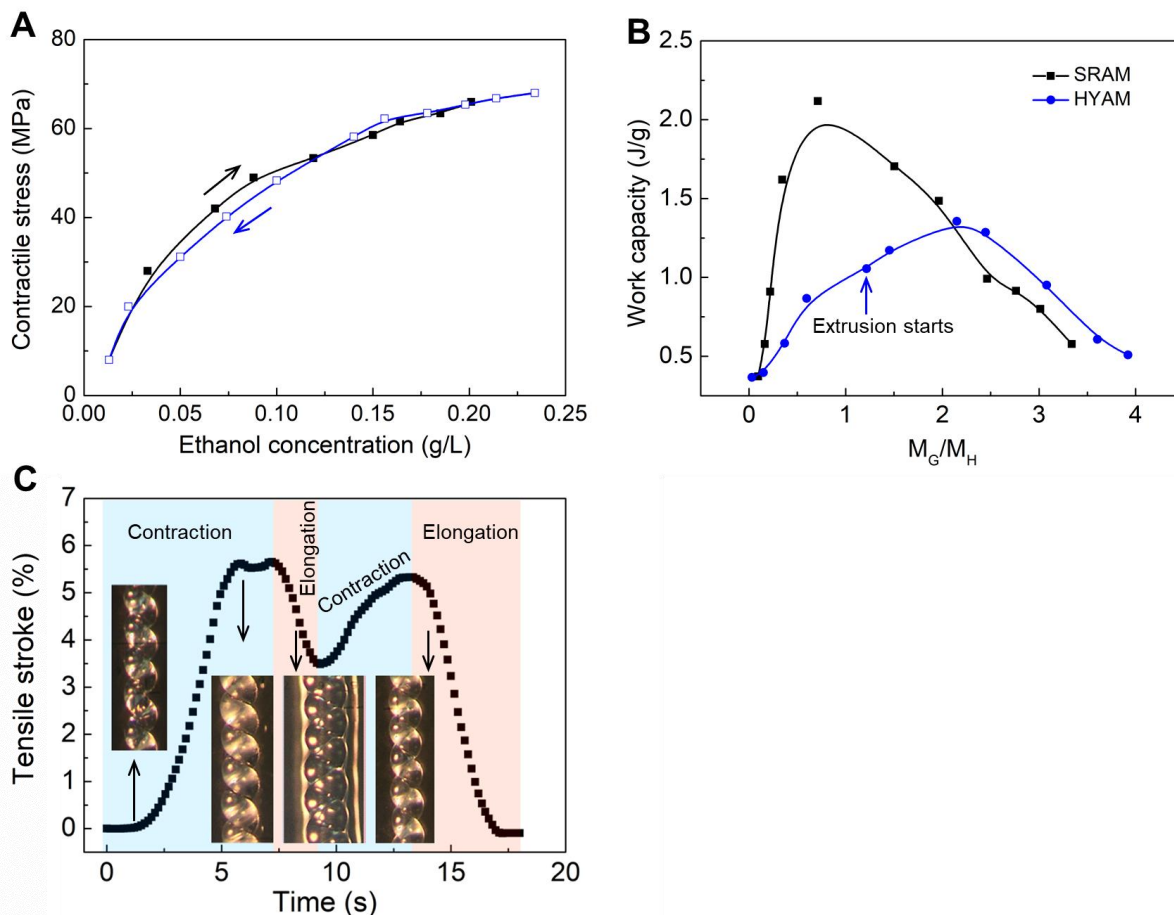 A
80
60
40
20
0
Contractile stress (MPa)
0.00 0.05 0.10 0.15 0.20 0.25
Ethanol concentration (g/L)
B
2.5
2.0
1.5
1.0
0.5
Work capacity (J/g)
SRAM
HYAM
Extrusion starts
0 1 2 3 4
M_G/M_H
C
7
6
5
4
3
2
1
0
Tensile stroke (%)
Contraction
Elongation
Contraction
Elongation
0 5 10 15 20
Time (s)